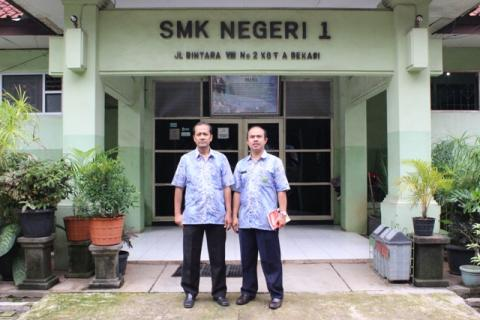 SMK NEGERI 1
JL BINTARA VIII No 2 KOTA BEKASI